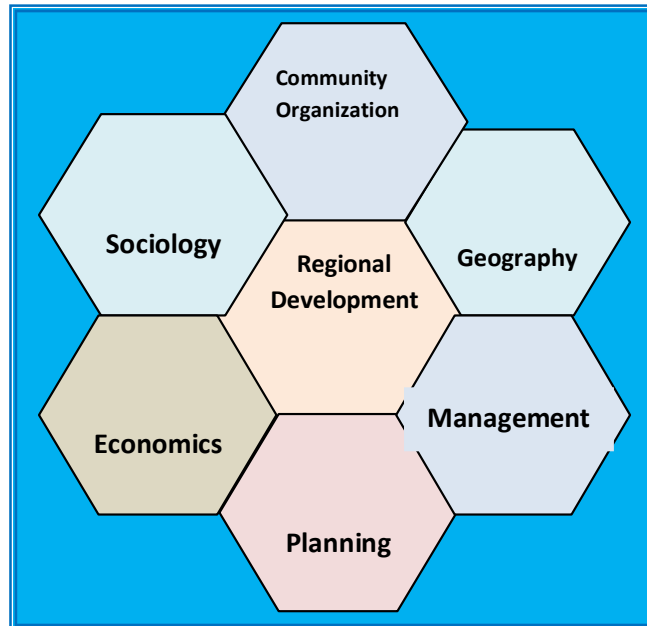 Community
Organization
Sociology
Geography
Regional
Development
Economics
Management
Planning